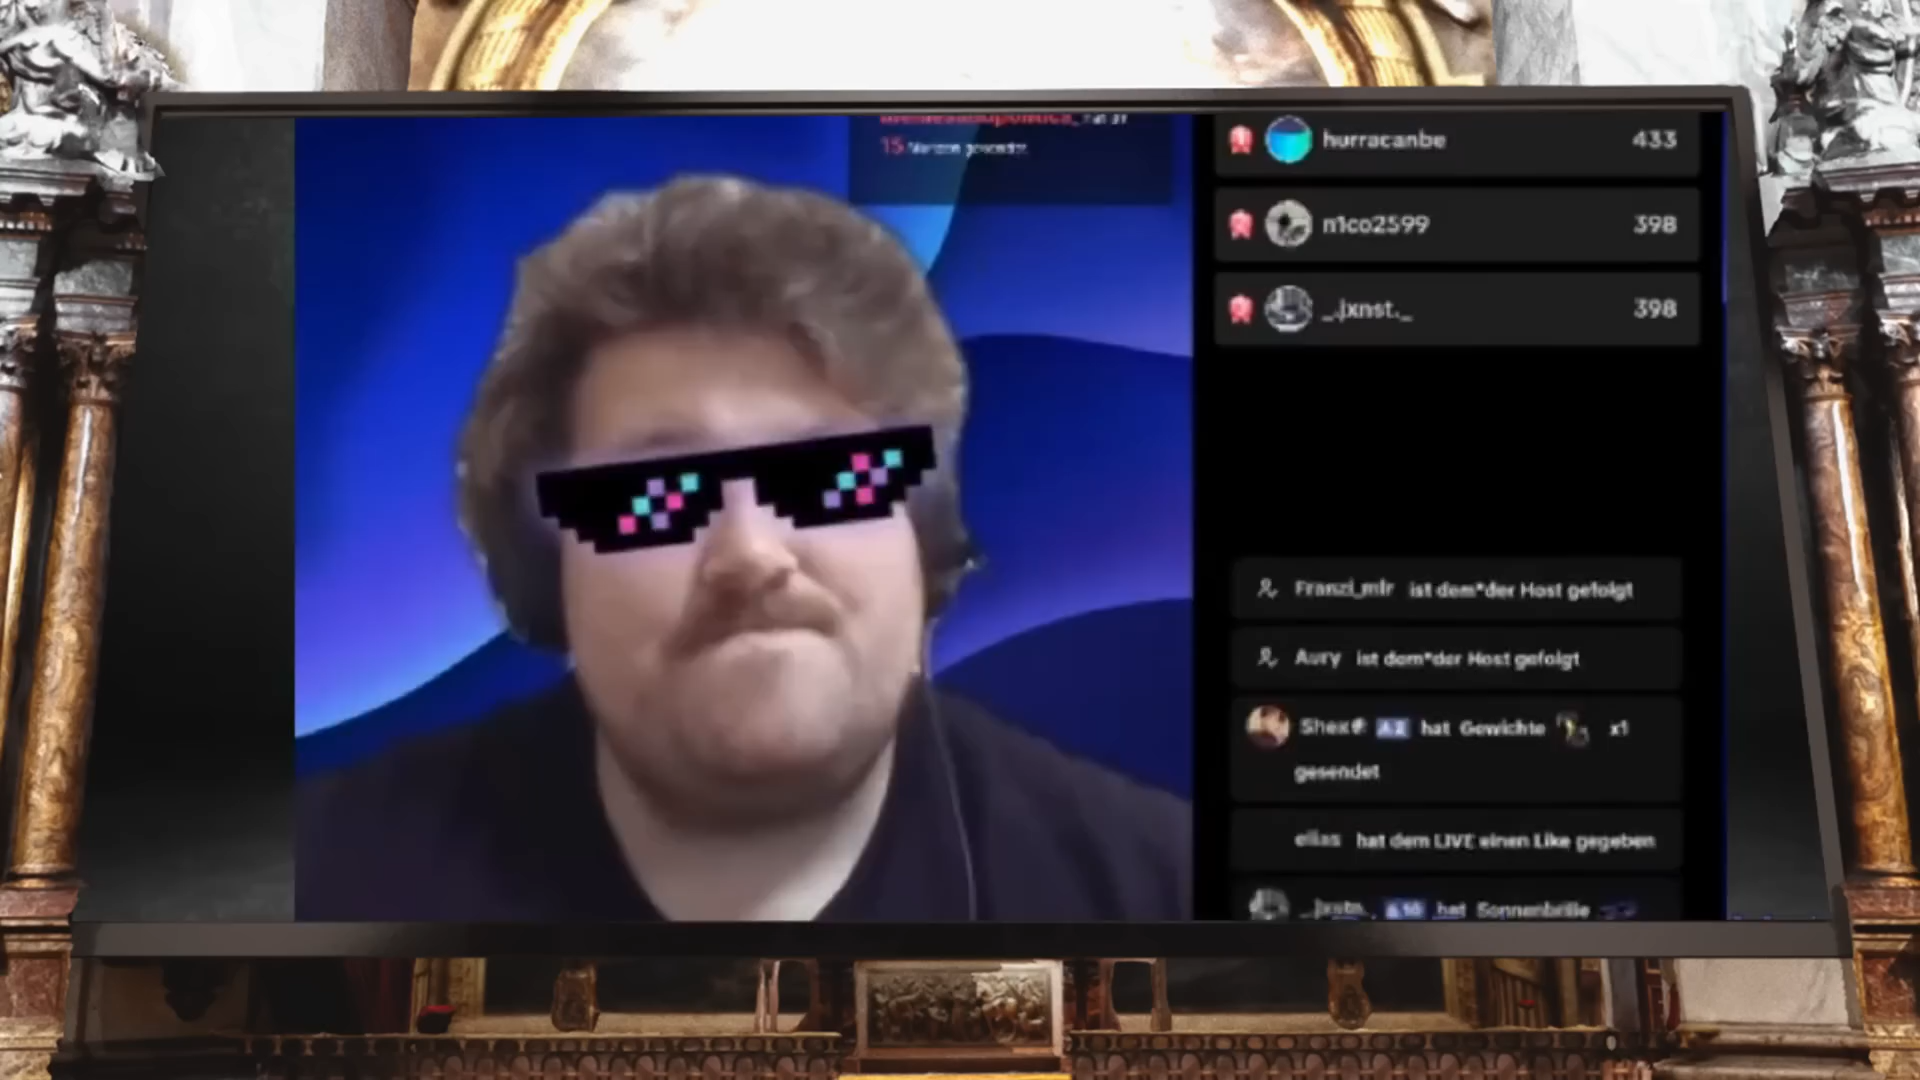 15
hurracanbe 433
n1co2599 398
_.jxnst._ 398
Franzi_mlr ist dem*der Host gefolgt
Aury ist dem*der Host gefolgt
hat Gewichte x1
gesendet
elias hat dem LIVE einen Like gegeben
hat Sonnenbrille